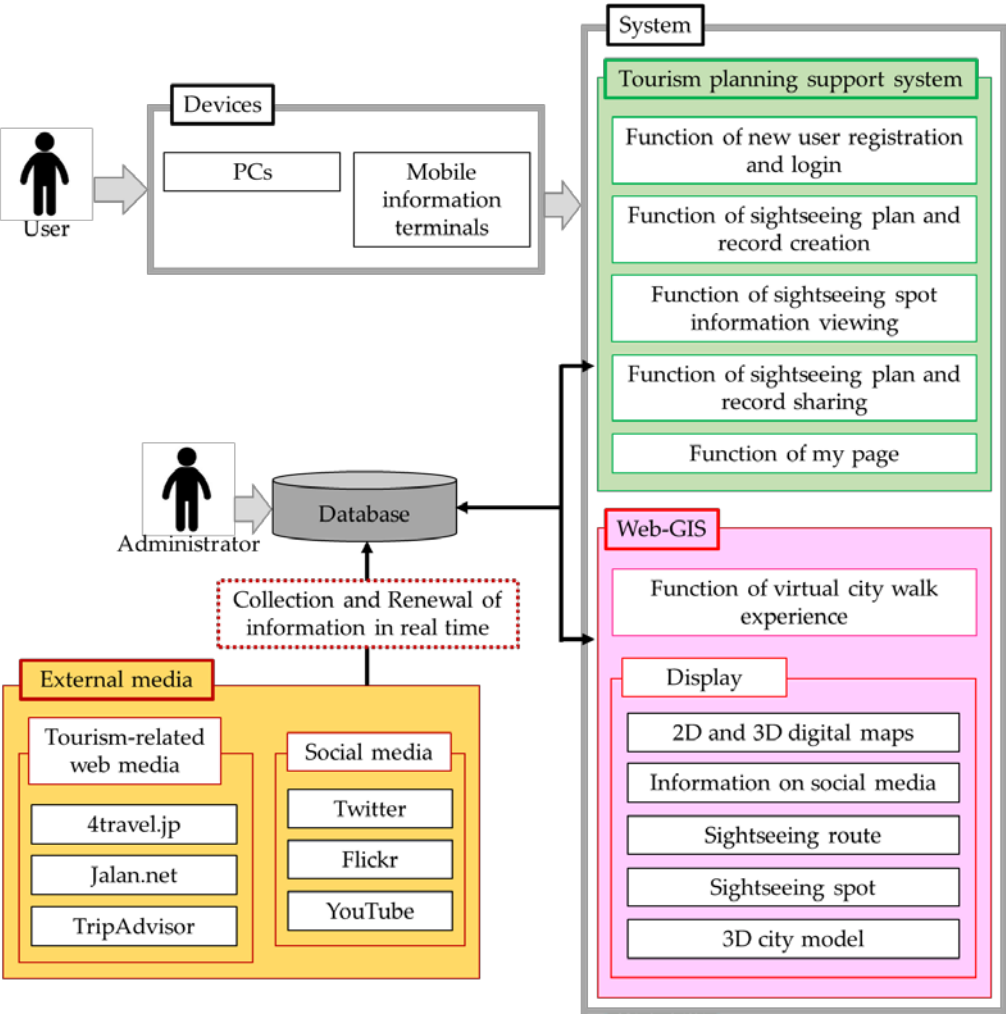 System
Tourism planning support system
Devices
Function of new user registration
and login
PCs
Mobile
information
terminals
User
Function of sightseeing plan and
record creation
Function of sightseeing spot
information viewing
Function of sightseeing plan and
record sharing
Function of my page
Database
Administrator
Web-GIS
Function of virtual city walk
experience
Collection and Renewal of
information in real time
External media
Tourism-related
web media
4travel.jp
Jalan.net
TripAdvisor
Social media
Twitter
Flickr
YouTube
Display
2D and 3D digital maps
Information on social media
Sightseeing route
Sightseeing spot
3D city model